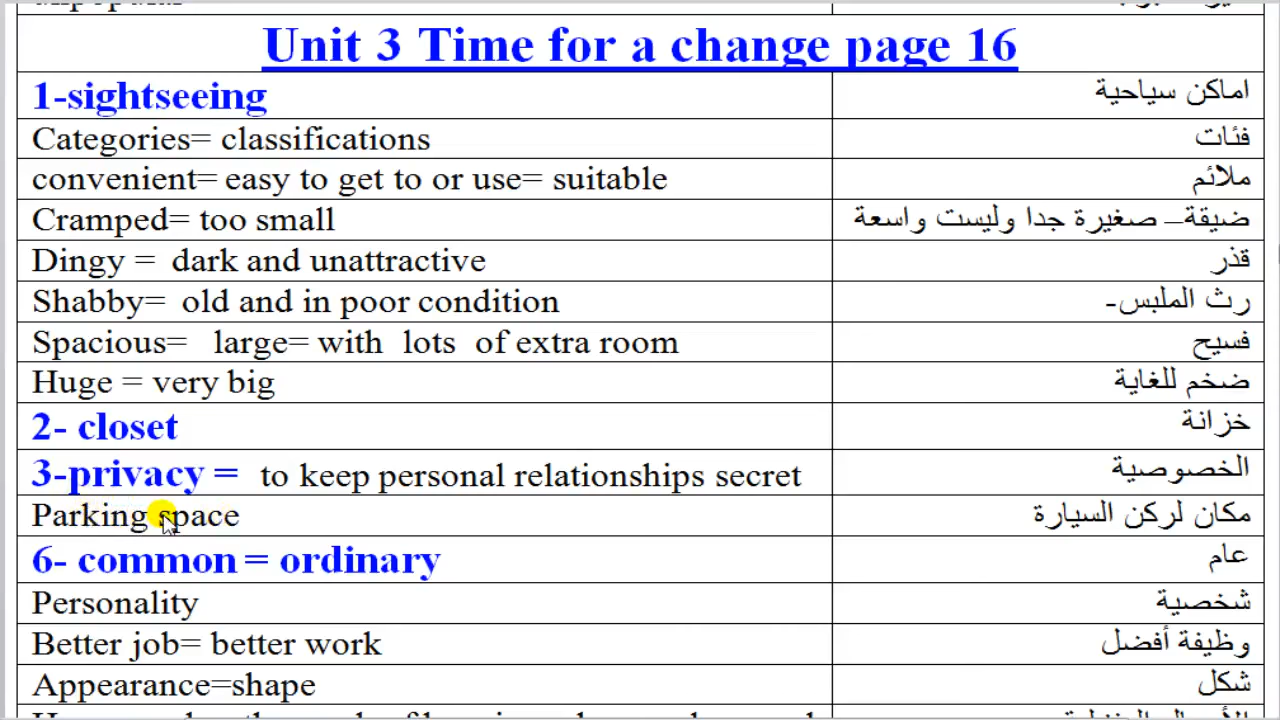 Unit 3 Time for a change page 16
1-sightseeing اماكن سياحية
Categories= classifications فئات
convenient= easy to get to or use= suitable ملائم
Cramped= too small ضيقة– صغيرة جدا وليست واسعة
Dingy = dark and unattractive قذر
Shabby= old and in poor condition رث الملبس-
Spacious= large= with lots of extra room فسيح
Huge = very big ضخم للغاية
2- closet خزانة
3-privacy = to keep personal relationships secret الخصوصية
Parking space مكان لركن السيارة
6- common = ordinary عام
Personality شخصية
Better job= better work وظيفة أفضل
Appearance=shape شكل